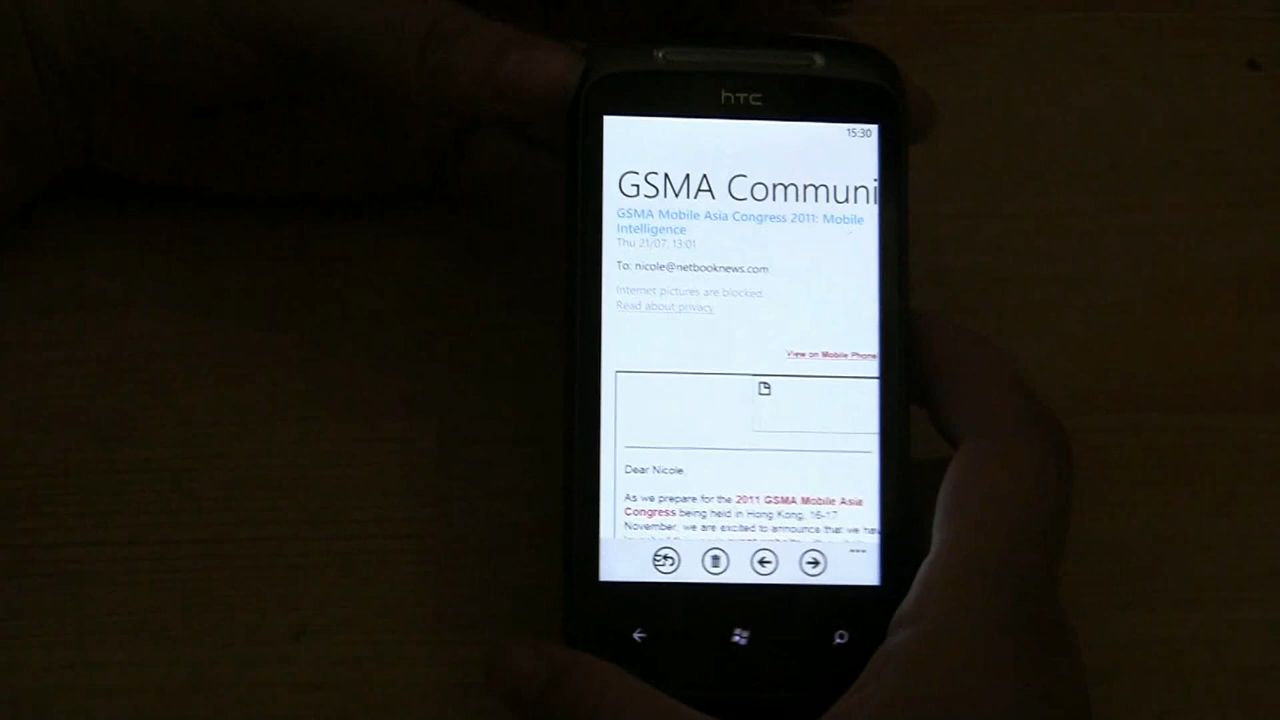 hTC
15:30
GSMA Communi
GSMA Mobile Asia Congress 2011: Mobile
Intelligence
Thu 21/07, 13:01
To: nicole@netbooknews.com
Internet pictures are blocked.
Read about privacy
View on Mobile Phone
Dear Nicole
As we prepare for the 2011 GSMA Mobile Asia
Congress being held in Hong Kong, 16-17
November, we are excited to announce that we hav